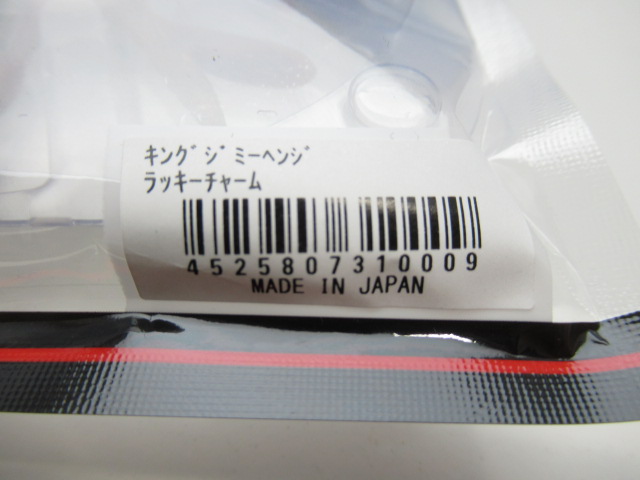 ｷﾝｸﾞｼﾞﾐｰﾍﾝｼﾞ
ﾗｯｷｰﾁｬｰﾑ
4525807310009
MADE IN JAPAN